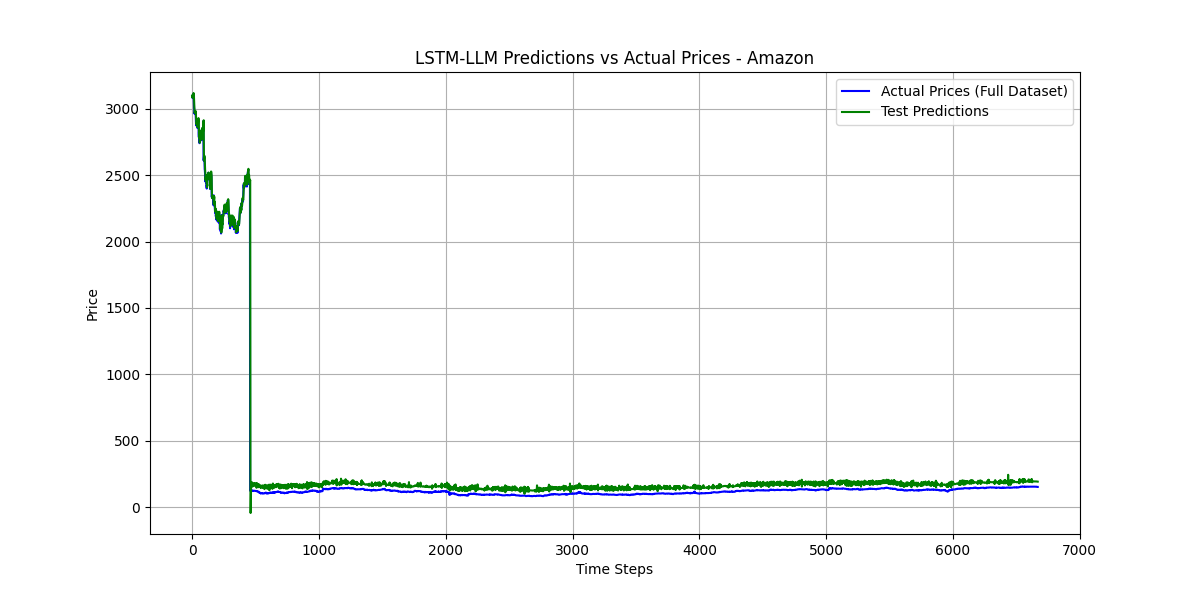 LSTM-LLM Predictions vs Actual Prices - Amazon
Actual Prices (Full Dataset)
Test Predictions
Price
3000
2500
2000
1500
1000
500
0
0 1000 2000 3000 4000 5000 6000 7000
Time Steps